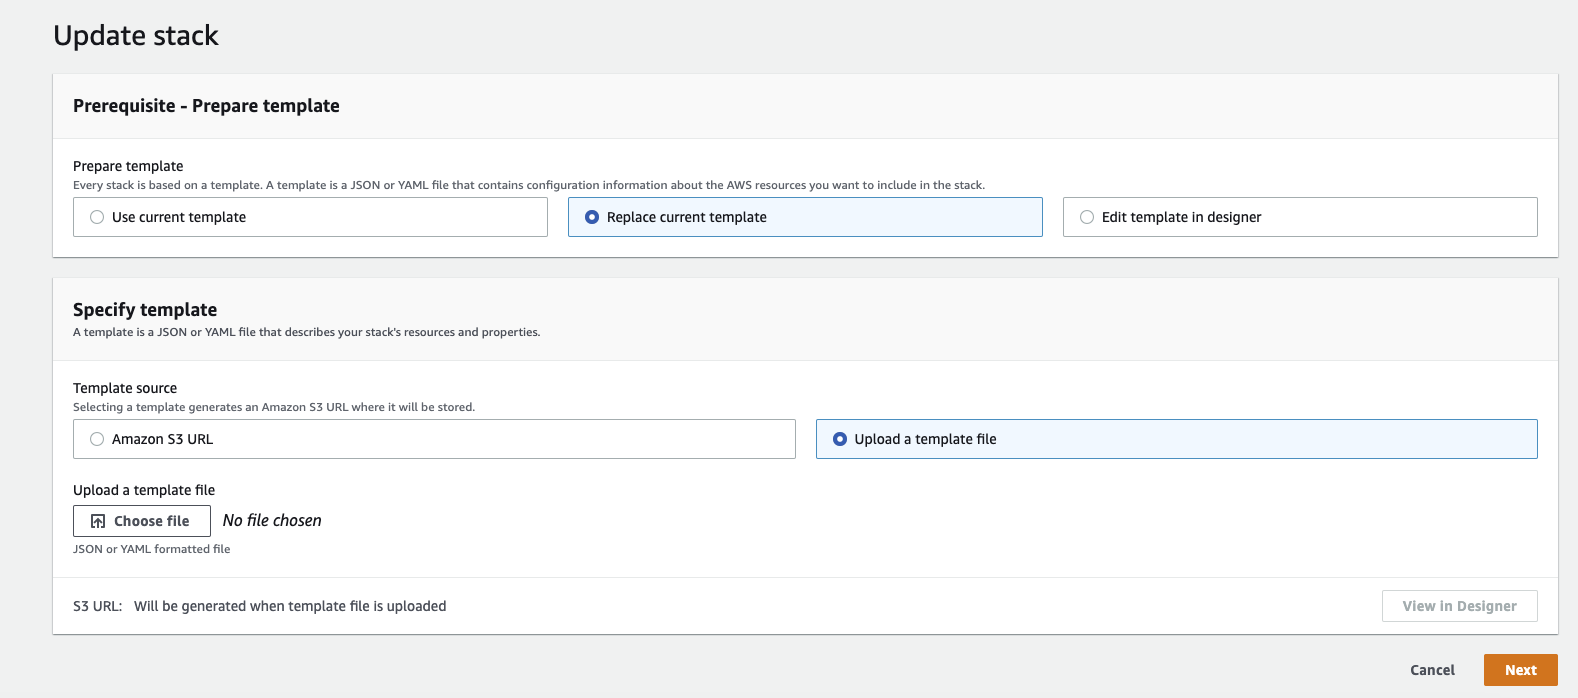 Update stack
Prerequisite - Prepare template
Prepare template
Every stack is based on a template. A template is a JSON or YAML file that contains configuration information about the AWS resources you want to include in the stack.
Use current template
Replace current template
Edit template in designer
Specify template
A template is a JSON or YAML file that describes your stack's resources and properties.
Template source
Selecting a template generates an Amazon S3 URL where it will be stored.
Amazon S3 URL
Upload a template file
Upload a template file
Choose file
No file chosen
JSON or YAML formatted file
S3 URL: Will be generated when template file is uploaded
View in Designer
Cancel
Next